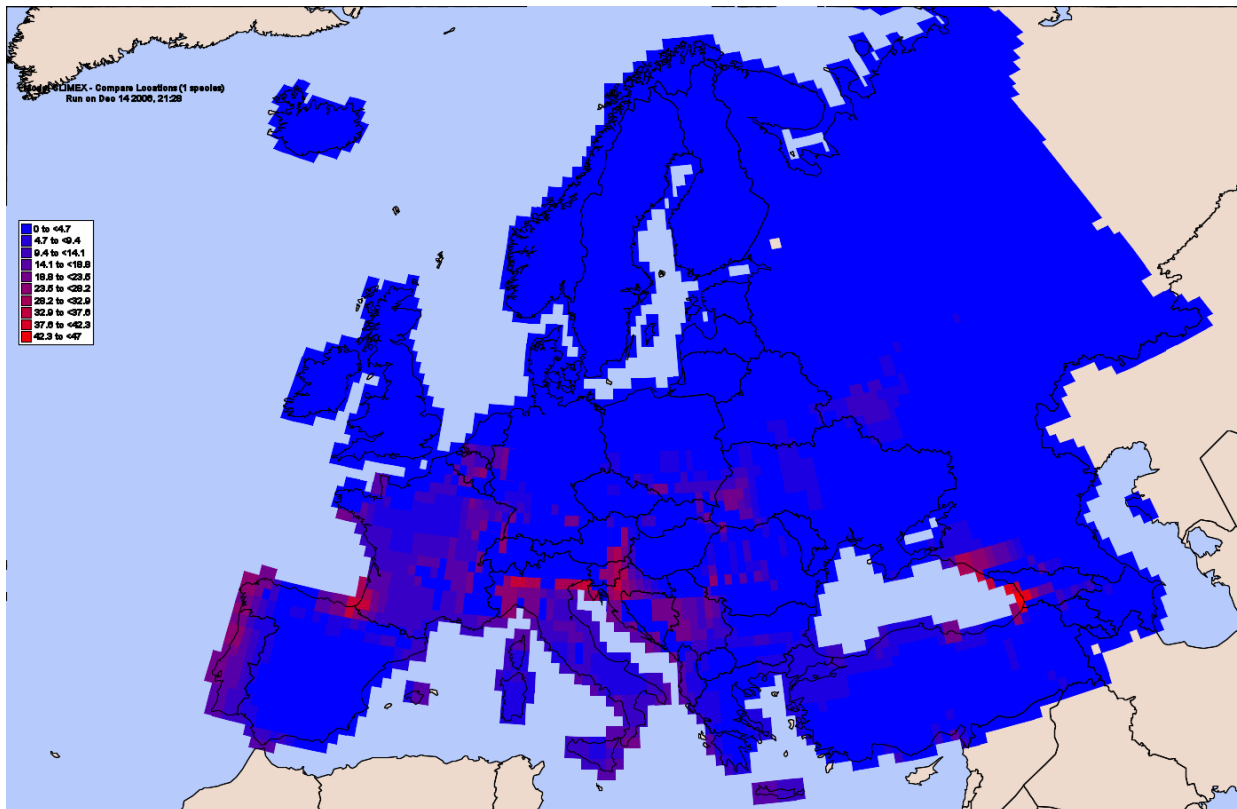 CLIMEX - Compare Locations (1 species)
Run on Dec 14 2006, 21:28
0 to <4.7
4.7 to <9.4
9.4 to <14.1
14.1 to <18.8
18.8 to <23.5
23.5 to <28.2
28.2 to <32.9
32.9 to <37.6
37.6 to <42.3
42.3 to <47